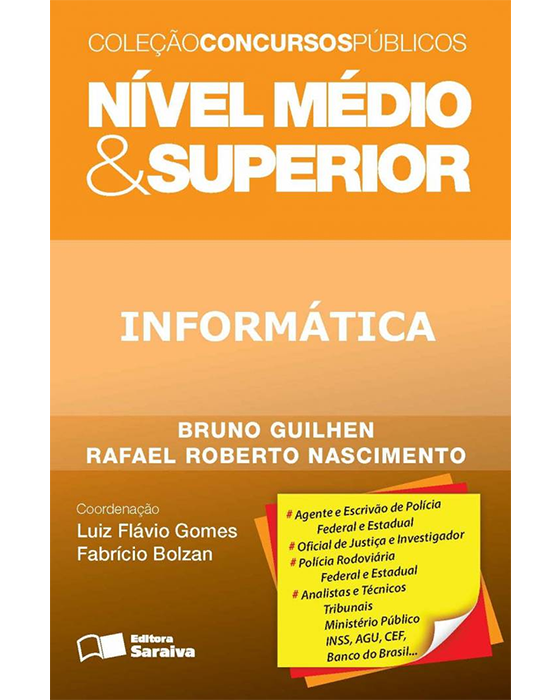 COLEÇÃOCONCURSOSPÚBLICOS
NÍVEL MÉDIO
&SUPERIOR
INFORMÁTICA
BRUNO GUILHEN
RAFAEL ROBERTO NASCIMENTO
Coordenação
Luiz Flávio Gomes
Fabrício Bolzan
# Agente e Escrivão de Polícia
Federal e Estadual
# Oficial de Justiça e Investigador
# Polícia Rodoviária
Federal e Estadual
# Analistas e Técnicos
Tribunais
Ministério Público
INSS, AGU, CEF,
Banco do Brasil...
Editora
Saraiva